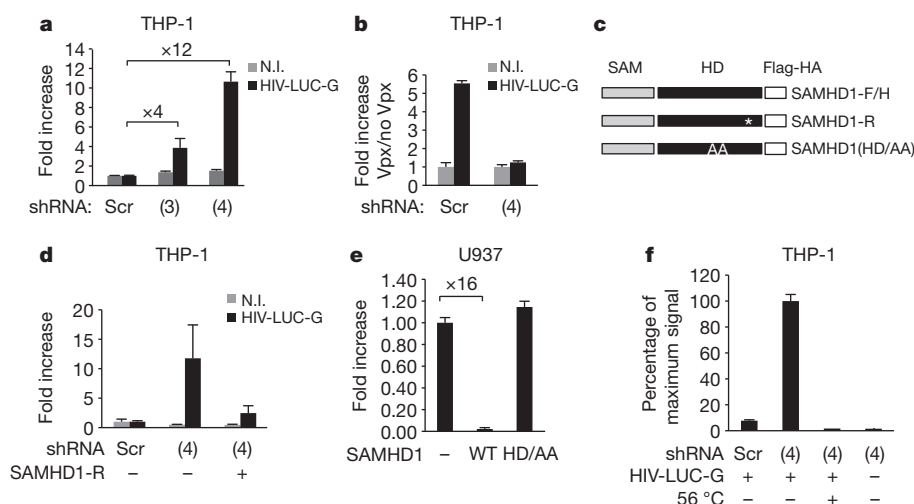 a
THP-1
Fold increase
14
12
10
8
6
4
2
0
×12
×4
N.I.
HIV-LUC-G
shRNA: Scr (3) (4)
b
THP-1
Fold increase
Vpx/no Vpx
6
5
4
3
2
1
0
N.I.
HIV-LUC-G
shRNA: Scr (4)
c
SAM HD Flag-HA
SAMHD1-F/H
* SAMHD1-R
AA SAMHD1(HD/AA)
d
THP-1
Fold increase
20
15
10
5
0
N.I.
HIV-LUC-G
shRNA Scr (4) (4)
SAMHD1-R – – +
e
U937
Fold increase
1.40
1.20
1.00
0.80
0.60
0.40
0.20
0.00
×16
SAMHD1 – WT HD/AA
f
THP-1
Percentage of
maximum signal
120
100
80
60
40
20
0
shRNA Scr (4) (4) (4)
HIV-LUC-G + + + –
56 °C – – + –